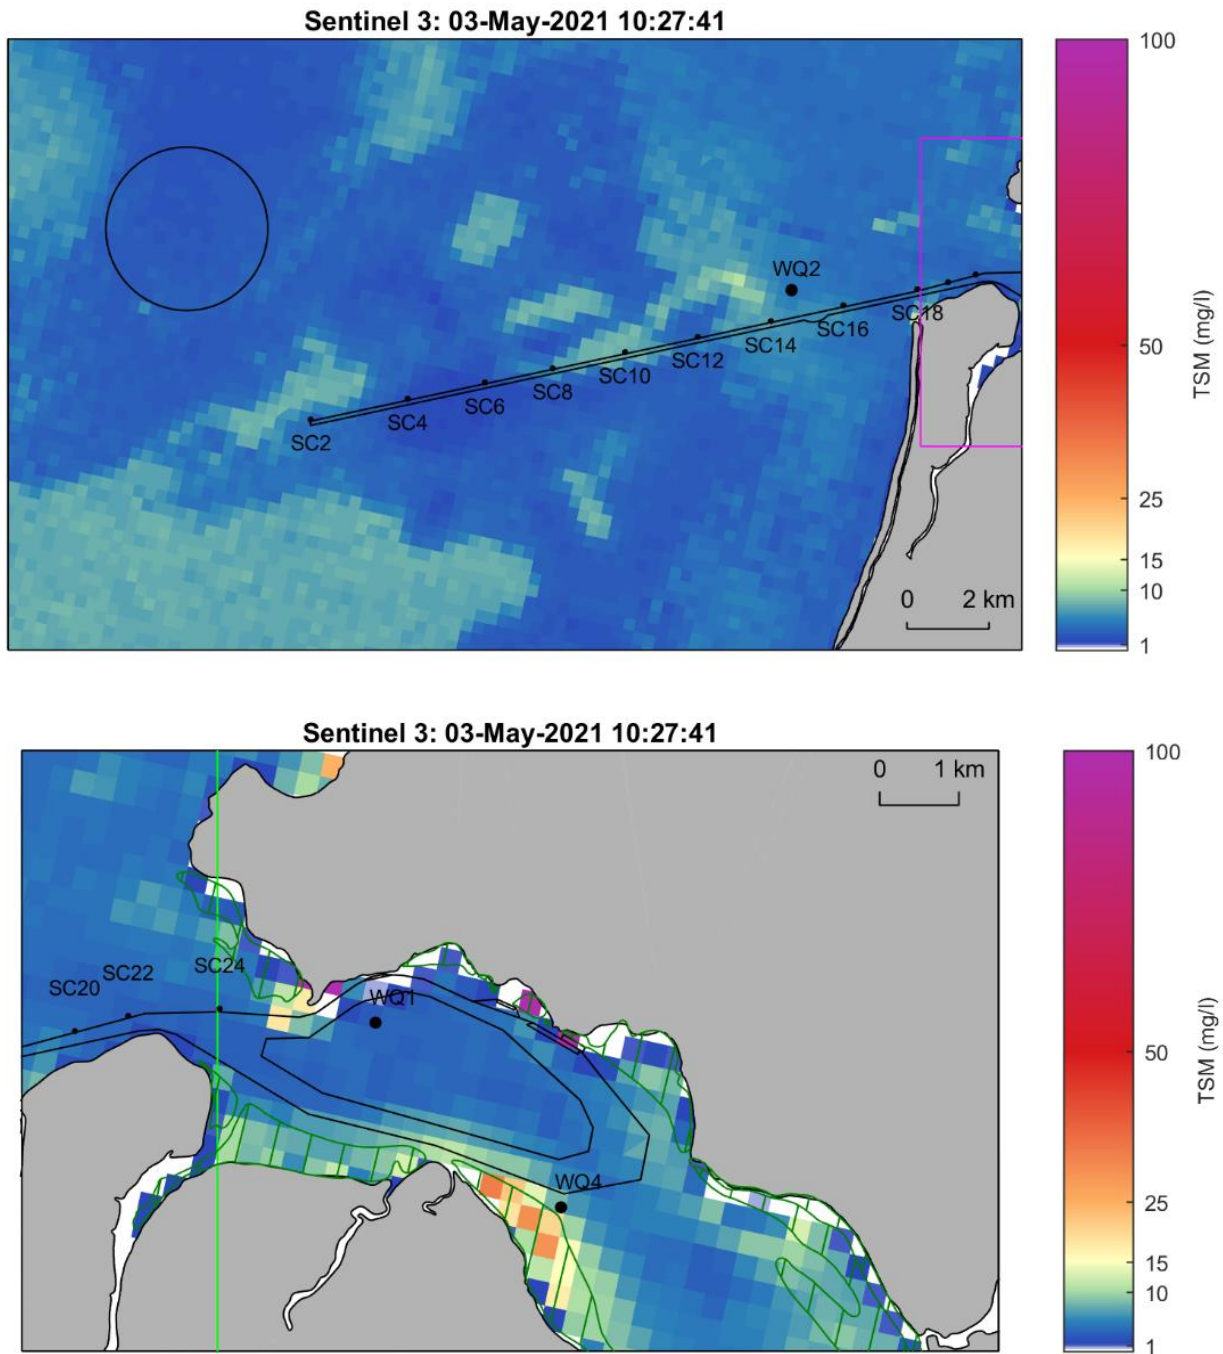 Sentinel 3: 03-May-2021 10:27:41
100
WQ2
SC18
SC16
SC14
SC12
SC10
SC8
SC6
SC4
SC2
50
25
15
10
1
TSM (mg/l)
0 2 km
Sentinel 3: 03-May-2021 10:27:41
100
0 1 km
SC24
SC22
SC20
WQ1
WQ4
50
25
15
10
1
TSM (mg/l)